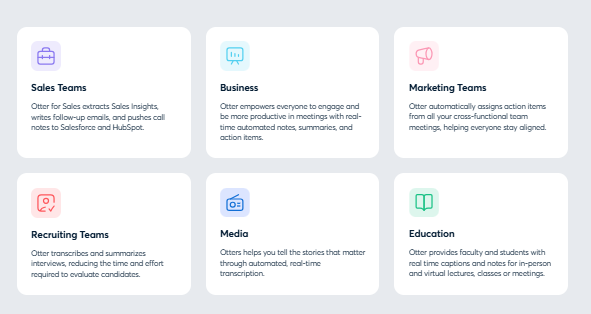 Sales Teams
Otter for Sales extracts Sales Insights,
writes follow-up emails, and pushes call
notes to Salesforce and HubSpot.
Business
Otter empowers everyone to engage and
be more productive in meetings with real-
time automated notes, summaries, and
action items.
Marketing Teams
Otter automatically assigns action items
from all your cross-functional team
meetings, helping everyone stay aligned.
Recruiting Teams
Otter transcribes and summarizes
interviews, reducing the time and effort
required to evaluate candidates.
Media
Otters helps you tell the stories that matter
through automated, real-time
transcription.
Education
Otter provides faculty and students with
real time captions and notes for in-person
and virtual lectures, classes or meetings.